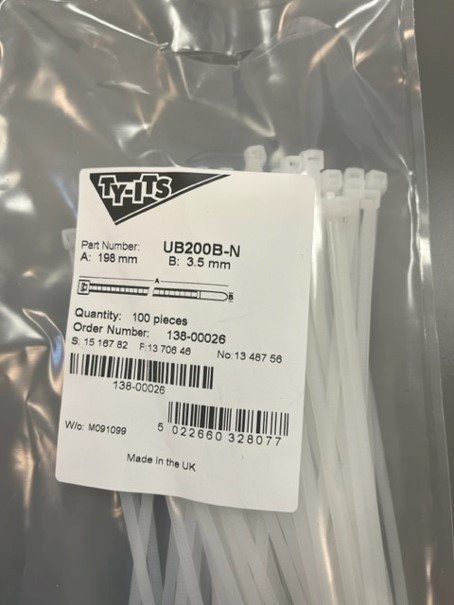 TY-ITS
Part Number: UB200B-N
A: 198 mm B: 3.5 mm
A
B
Quantity: 100 pieces
Order Number: 138-00026
S: 15 167 82 F:13 706 46 No:13 487 56
138-00026
W/o: M091099
5 022660 328077
Made in the UK